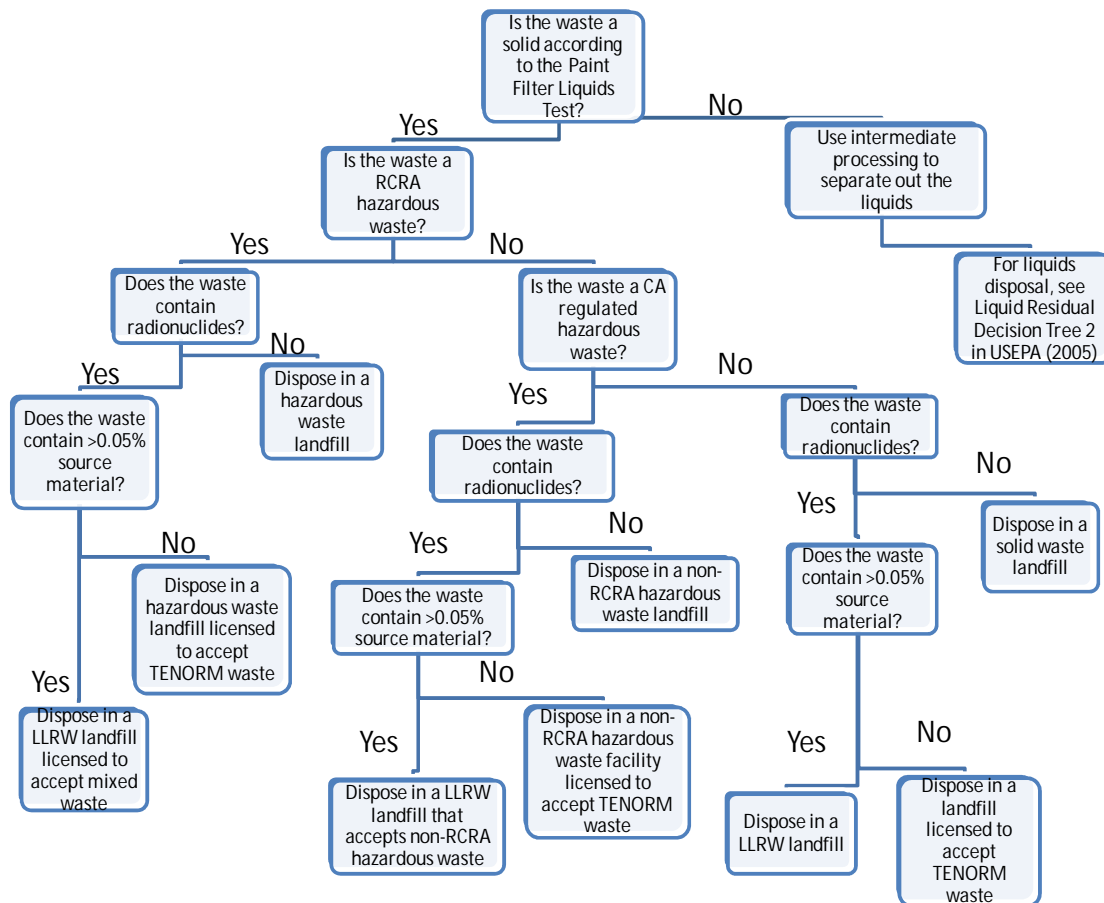 Is the waste a
solid according
to the Paint
Filter Liquids
Test?
Yes
No
Is the waste a
RCRA
hazardous
waste?
Use intermediate
processing to
separate out the
liquids
Yes
No
Does the waste
contain
radionuclides?
Is the waste a CA
regulated
hazardous
waste?
For liquids
disposal, see
Liquid Residual
Decision Tree 2
in USEPA (2005)
Yes
No
Yes
No
Does the waste
contain >0.05%
source
material?
Dispose in a
hazardous
waste
landfill
Does the waste
contain
radionuclides?
Does the waste
contain
radionuclides?
Yes
No
Yes
No
Yes
No
Dispose in a
hazardous waste
landfill licensed
to accept
TENORM waste
Does the waste
contain >0.05%
source material?
Dispose in a non-
RCRA hazardous
waste landfill
Does the waste
contain >0.05%
source
material?
Dispose in a
solid waste
landfill
Dispose in a
LLRW landfill
licensed to
accept mixed
waste
Yes
No
Yes
No
Dispose in a LLRW
landfill that
accepts non-RCRA
hazardous waste
Dispose in a non-
RCRA hazardous
waste facility
licensed to
accept TENORM
waste
Dispose in a
LLRW landfill
Dispose in a
landfill
licensed to
accept
TENORM
waste